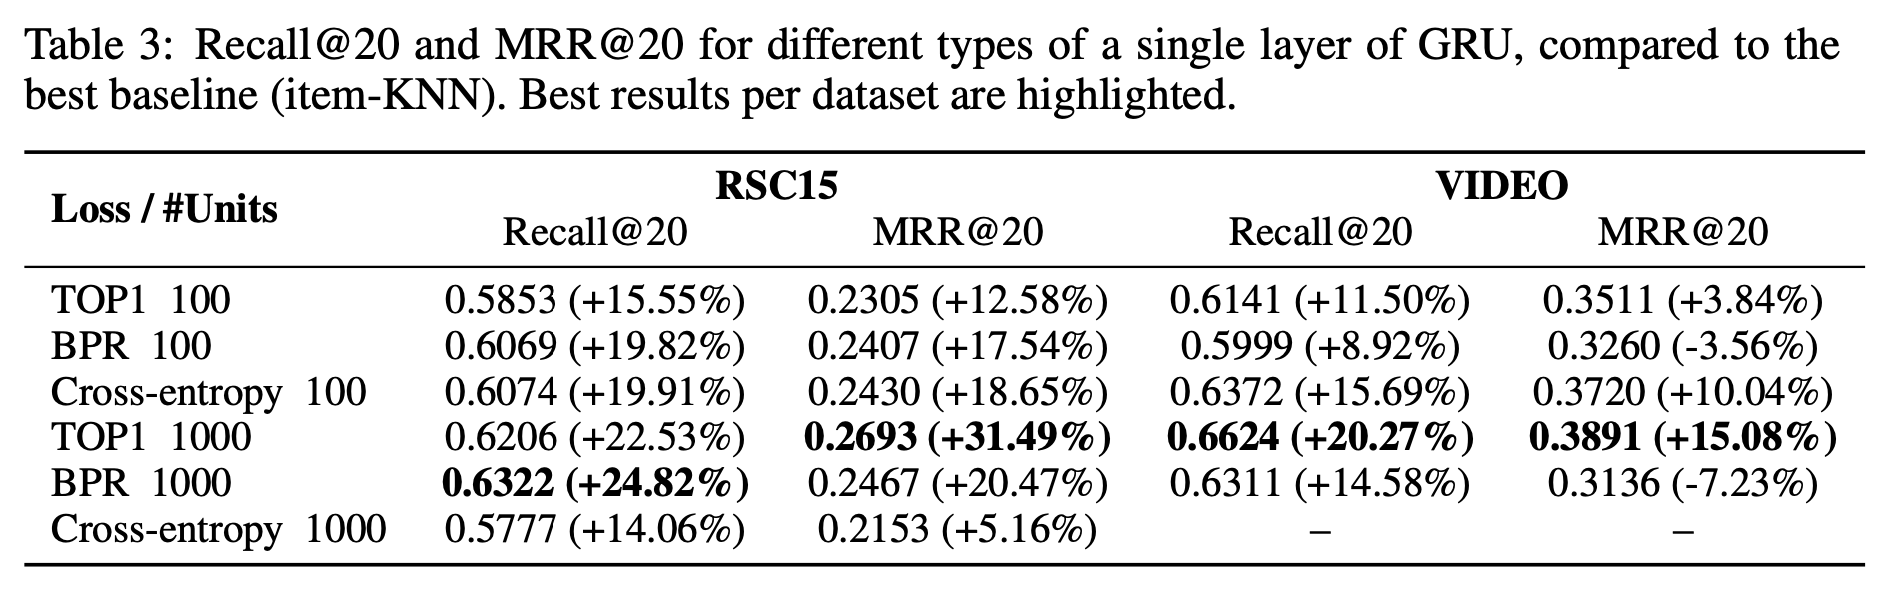 Table 3: Recall@20 and MRR@20 for different types of a single layer of GRU, compared to the
best baseline (item-KNN). Best results per dataset are highlighted.
Loss / #Units RSC15 VIDEO
Recall@20 MRR@20 Recall@20 MRR@20
TOP1 100 0.5853 (+15.55%) 0.2305 (+12.58%) 0.6141 (+11.50%) 0.3511 (+3.84%)
BPR 100 0.6069 (+19.82%) 0.2407 (+17.54%) 0.5999 (+8.92%) 0.3260 (-3.56%)
Cross-entropy 100 0.6074 (+19.91%) 0.2430 (+18.65%) 0.6372 (+15.69%) 0.3720 (+10.04%)
TOP1 1000 0.6206 (+22.53%) 0.2693 (+31.49%) 0.6624 (+20.27%) 0.3891 (+15.08%)
BPR 1000 0.6322 (+24.82%) 0.2467 (+20.47%) 0.6311 (+14.58%) 0.3136 (-7.23%)
Cross-entropy 1000 0.5777 (+14.06%) 0.2153 (+5.16%) – –